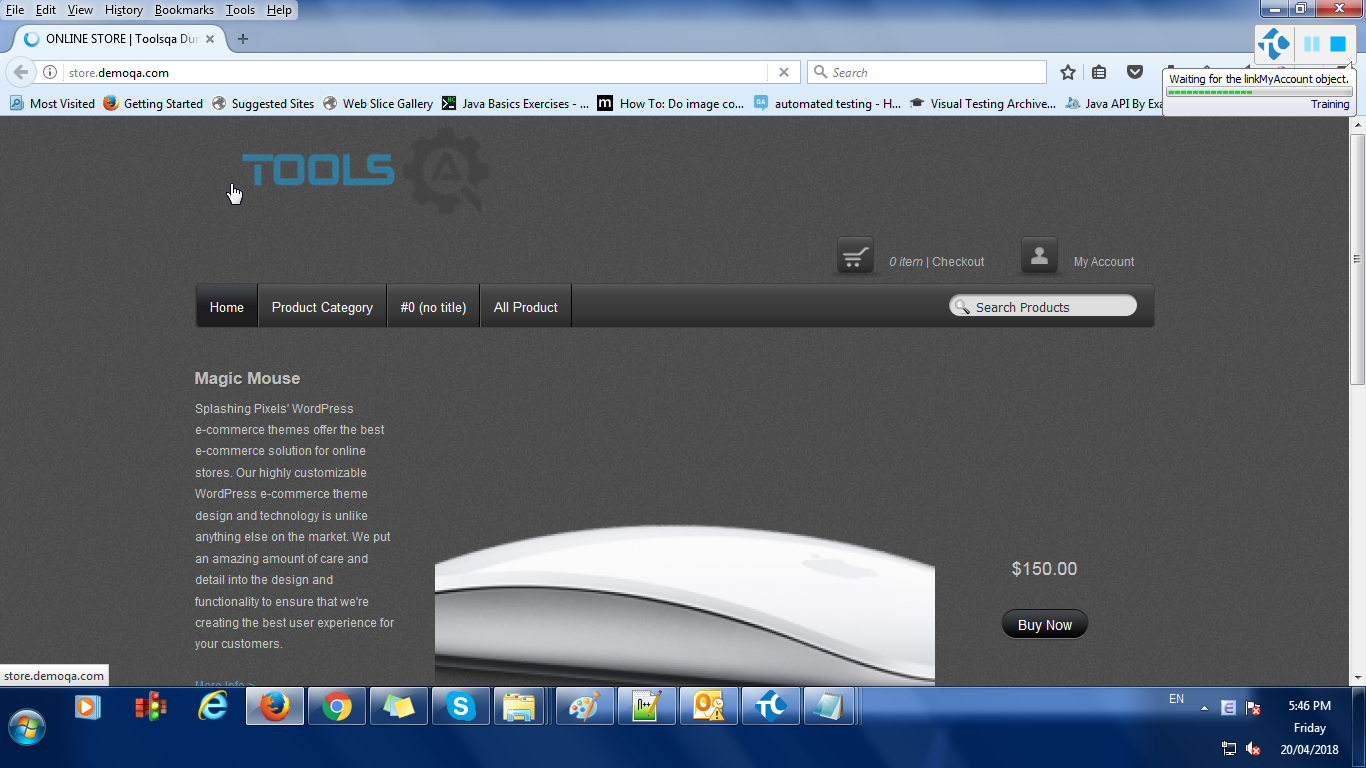 File Edit View History Bookmarks Tools Help
ONLINE STORE | Toolsqa Du
store.demoqa.com
Search
Waiting for the linkMyAccount object.
Training
Most Visited Getting Started Suggested Sites Web Slice Gallery Java Basics Exercises - ... How To: Do image co... automated testing - H... Visual Testing Archive... Java API By Exa
TOOLS QA
0 item | Checkout My Account
Home Product Category #0 (no title) All Product Search Products
Magic Mouse
Splashing Pixels' WordPress
e-commerce themes offer the best
e-commerce solution for online
stores. Our highly customizable
WordPress e-commerce theme
design and technology is unlike
anything else on the market. We put
an amazing amount of care and
detail into the design and
functionality to ensure that we're
creating the best user experience for
your customers.
More Info >
$150.00
Buy Now
store.demoqa.com
EN
5:46 PM
Friday
20/04/2018